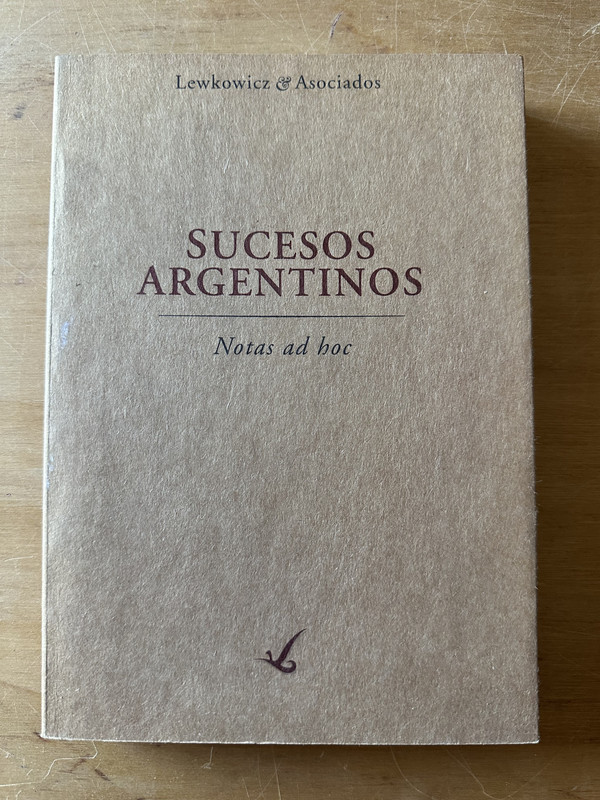 Lewkowicz & Asociados
SUCESOS
ARGENTINOS
Notas ad hoc